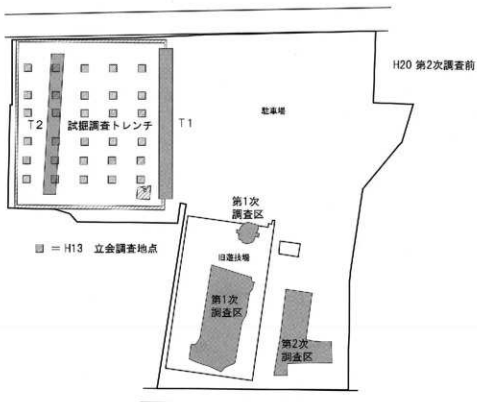 H20 第2次調査前
駐車場
T2 試掘調査トレンチ T1
第1次
調査区
■ =H13 立会調査地点
旧遊技場
第1次
調査区
第2次
調査区